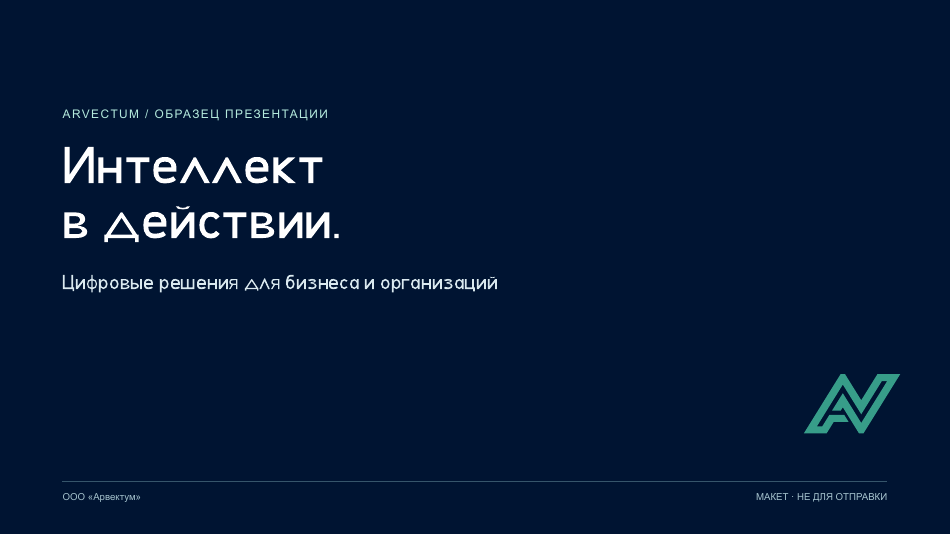 ARVECTUM / ОБРАЗЕЦ ПРЕЗЕНТАЦИИ
Интеллект
в действии.
Цифровые решения для бизнеса и организаций
ООО «Арвектум»
МАКЕТ · НЕ ДЛЯ ОТПРАВКИ